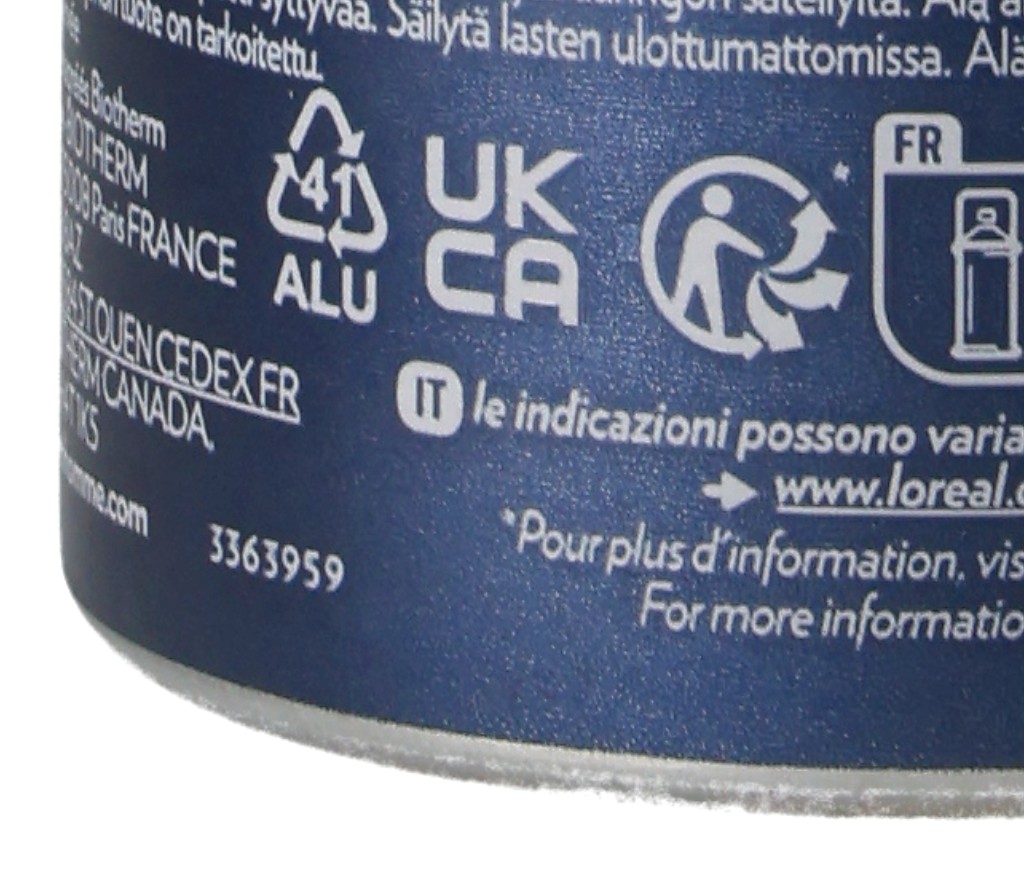 syttyvää. Säilytä lasten ulottumattomissa. Älä
on tarkoitettu.
Biotherm
BIOTHERM
Paris FRANCE
ST OUEN CEDEX FR
CANADA,
.com
3363959
41
ALU
UK
CA
*
FR
IT le indicazioni possono varia
www.loreal.c
*Pour plus d'information, vis
For more informatio